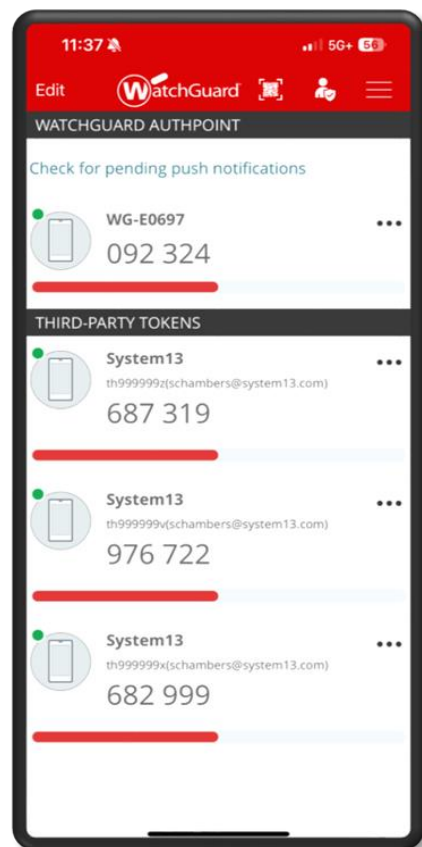 11:37
5G+ 56
Edit
WatchGuard
WATCHGUARD AUTHPOINT
Check for pending push notifications
WG-E0697
092 324
THIRD-PARTY TOKENS
System13
th999999z(schambers@system13.com)
687 319
System13
th999999v(schambers@system13.com)
976 722
System13
th999999x(schambers@system13.com)
682 999